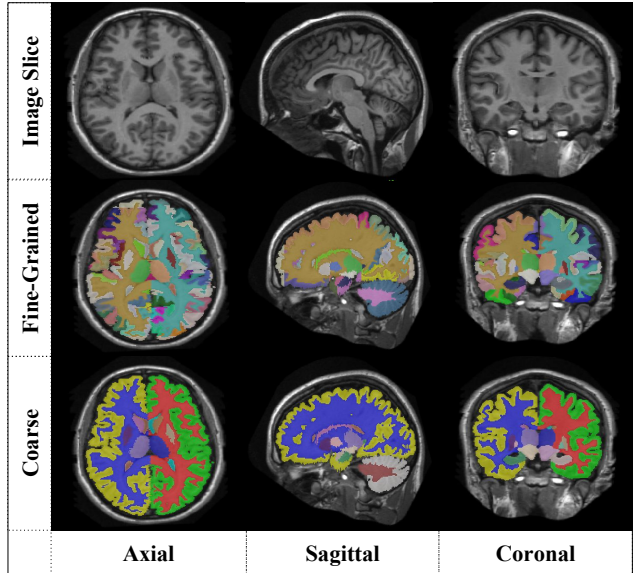 Image Slice
Fine-Grained
Coarse
Axial
Sagittal
Coronal